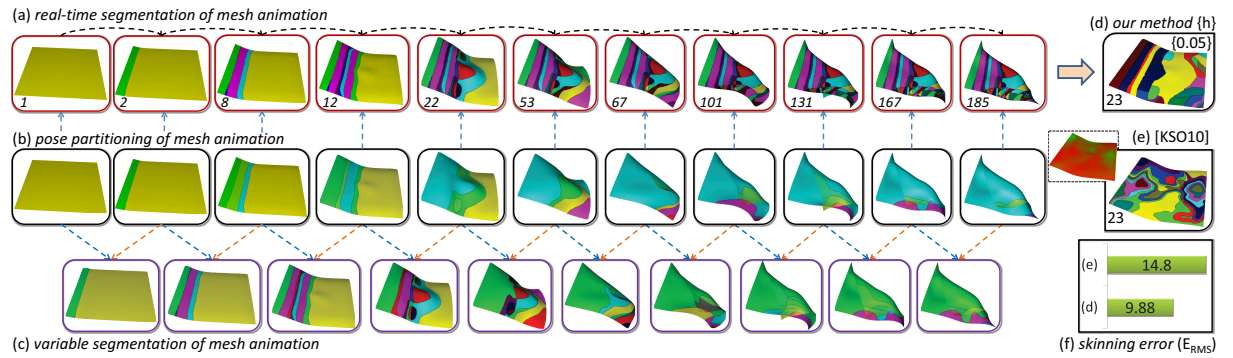 (a) real-time segmentation of mesh animation
(d) our method {h}
{0.05}
1
2
8
12
22
53
67
101
131
167
185
23
(b) pose partitioning of mesh animation
(e) [KSO10]
23
(e)
14.8
(d)
9.88
(c) variable segmentation of mesh animation
(f) skinning error (E_RMS)